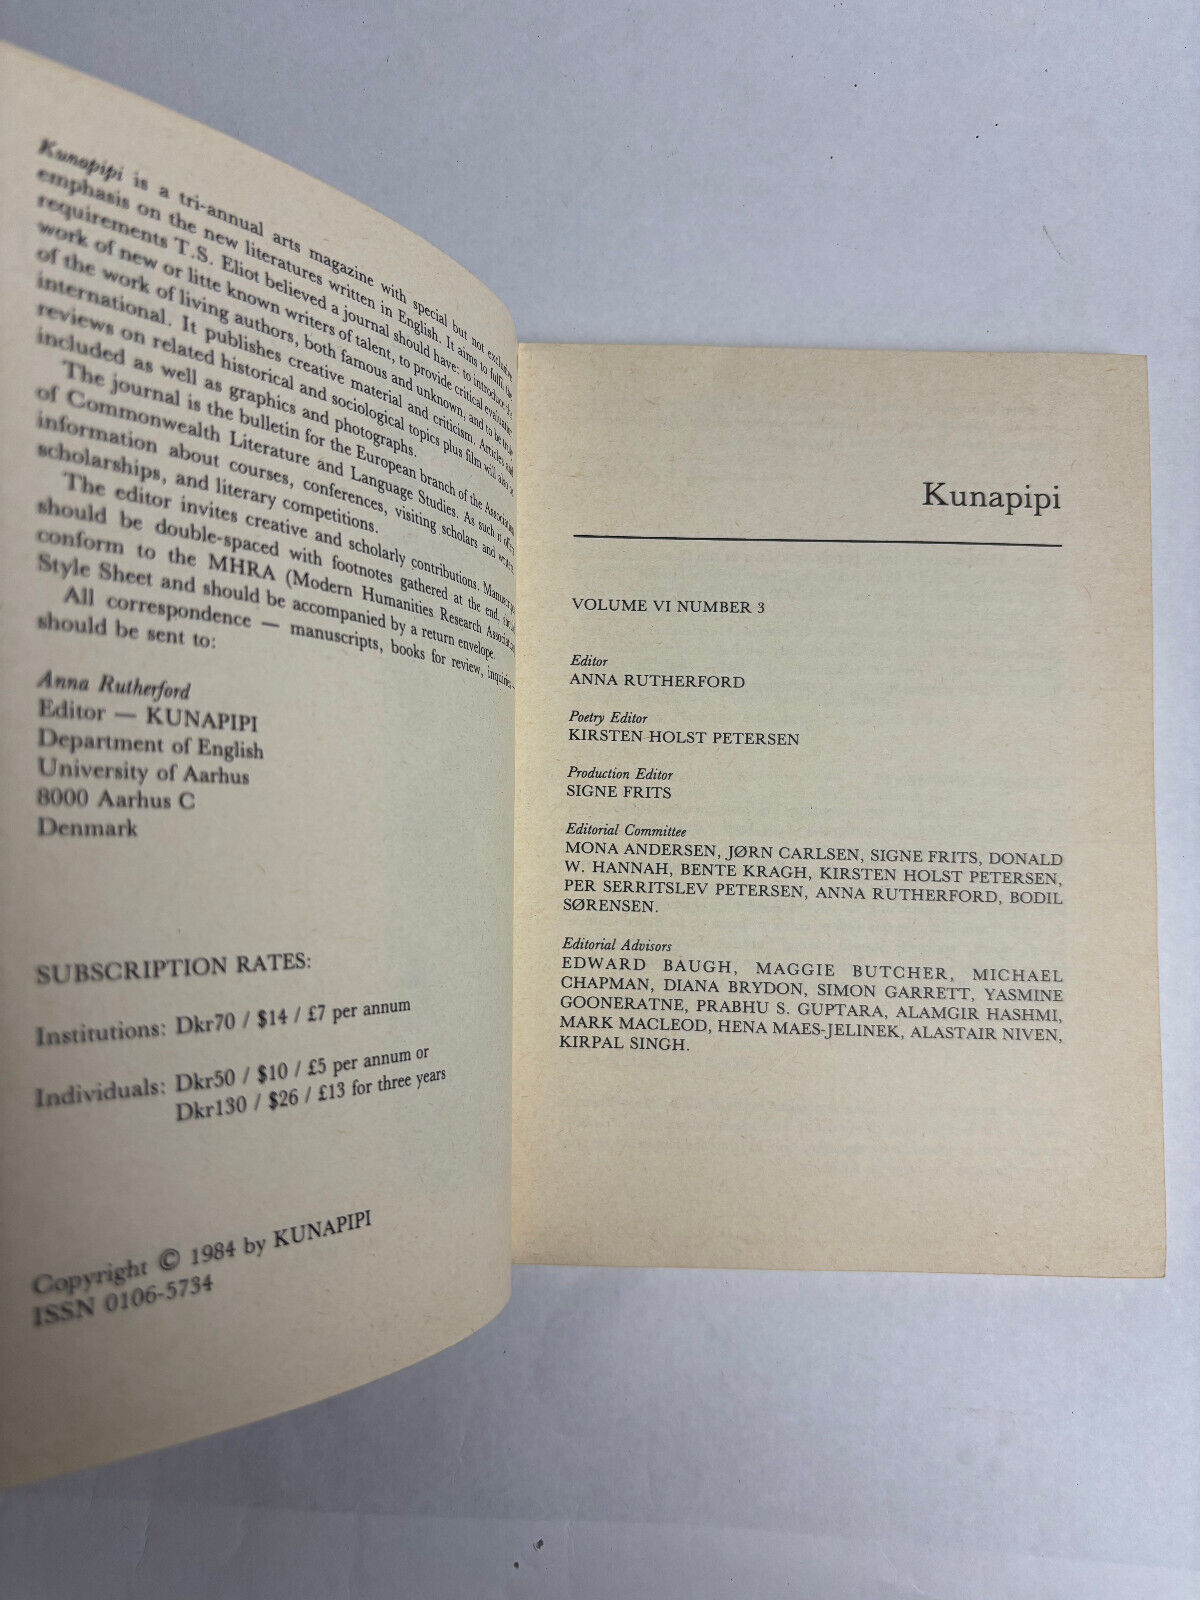 Kunapipi is a tri-annual arts magazine with special but not exclusive
emphasis on the new literatures written in English. It aims to fulfil the
requirements T.S. Eliot believed a journal should have: to introduce the
work of new or litte known writers of talent, to provide critical evaluation
of the work of living authors, both famous and unknown, and to be truly
international. It publishes creative material and criticism. Articles and
reviews on related historical and sociological topics plus film will also be
included as well as graphics and photographs.
The journal is the bulletin for the European branch of the Association
of Commonwealth Literature and Language Studies. As such it offers
information about courses, conferences, visiting scholars and writers,
scholarships, and literary competitions.
The editor invites creative and scholarly contributions. Manuscripts
should be double-spaced with footnotes gathered at the end, should
conform to the MHRA (Modern Humanities Research Association)
Style Sheet and should be accompanied by a return envelope.
All correspondence — manuscripts, books for review, inquiries —
should be sent to:
Anna Rutherford
Editor — KUNAPIPI
Department of English
University of Aarhus
8000 Aarhus C
Denmark
SUBSCRIPTION RATES:
Institutions: Dkr70 / $14 / £7 per annum
Individuals: Dkr50 / $10 / £5 per annum or
Dkr130 / $26 / £13 for three years
Copyright © 1984 by KUNAPIPI
ISSN 0106-5734
Kunapipi
VOLUME VI NUMBER 3
Editor
ANNA RUTHERFORD
Poetry Editor
KIRSTEN HOLST PETERSEN
Production Editor
SIGNE FRITS
Editorial Committee
MONA ANDERSEN, JØRN CARLSEN, SIGNE FRITS, DONALD
W. HANNAH, BENTE KRAGH, KIRSTEN HOLST PETERSEN,
PER SERRITSLEV PETERSEN, ANNA RUTHERFORD, BODIL
SØRENSEN.
Editorial Advisors
EDWARD BAUGH, MAGGIE BUTCHER, MICHAEL
CHAPMAN, DIANA BRYDON, SIMON GARRETT, YASMINE
GOONERATNE, PRABHU S. GUPTARA, ALAMGIR HASHMI,
MARK MACLEOD, HENA MAES-JELINEK, ALASTAIR NIVEN,
KIRPAL SINGH.